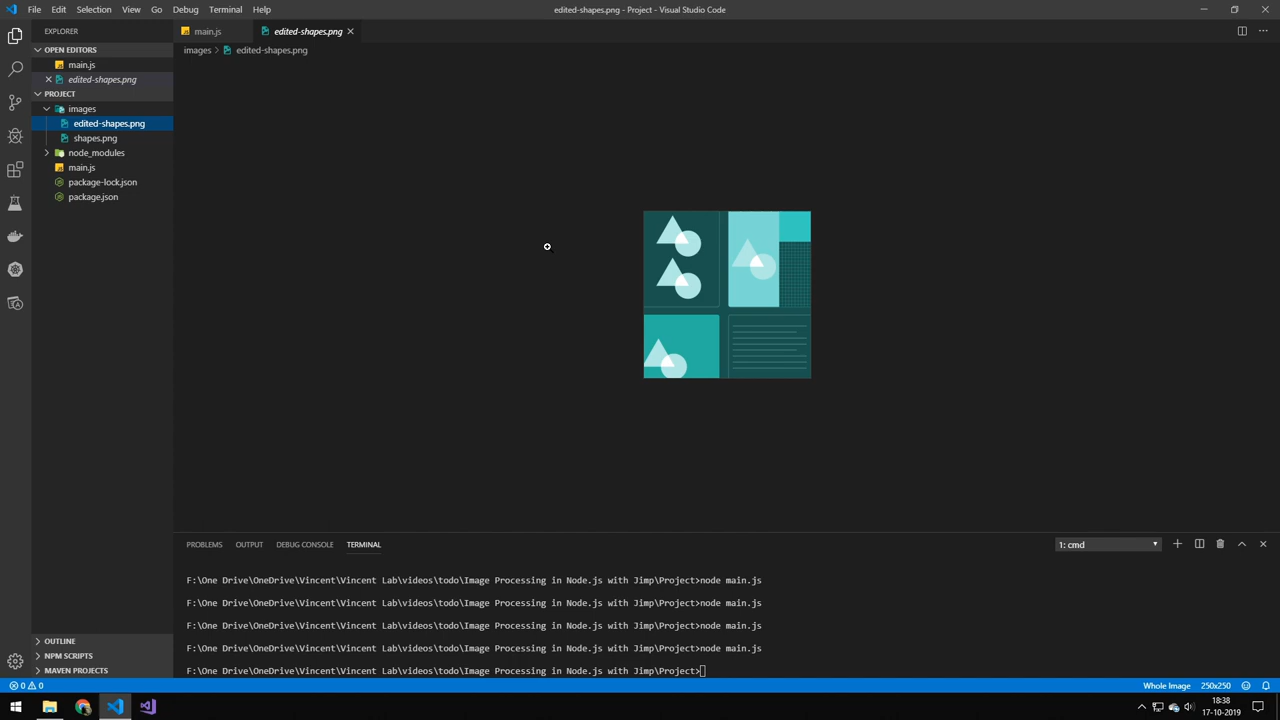 File Edit Selection View Go Debug Terminal Help
edited-shapes.png - Project - Visual Studio Code
EXPLORER
OPEN EDITORS
main.js
edited-shapes.png
PROJECT
images
edited-shapes.png
shapes.png
node_modules
main.js
package-lock.json
package.json
OUTLINE
NPM SCRIPTS
MAVEN PROJECTS
main.js
edited-shapes.png
images > edited-shapes.png
PROBLEMS OUTPUT DEBUG CONSOLE TERMINAL
1: cmd
F:\One Drive\OneDrive\Vincent\Vincent Lab\videos\todo\Image Processing in Node.js with Jimp\Project>node main.js
F:\One Drive\OneDrive\Vincent\Vincent Lab\videos\todo\Image Processing in Node.js with Jimp\Project>node main.js
F:\One Drive\OneDrive\Vincent\Vincent Lab\videos\todo\Image Processing in Node.js with Jimp\Project>node main.js
F:\One Drive\OneDrive\Vincent\Vincent Lab\videos\todo\Image Processing in Node.js with Jimp\Project>node main.js
F:\One Drive\OneDrive\Vincent\Vincent Lab\videos\todo\Image Processing in Node.js with Jimp\Project>
0 0
Whole Image 250x250
18:38
17-10-2019